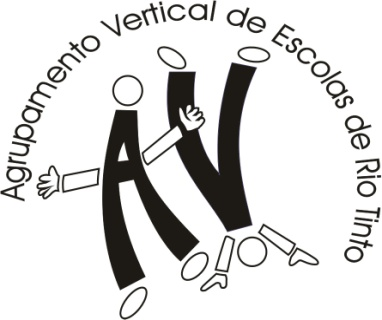 Agrupamento Vertical de Escolas de Rio Tinto
AV